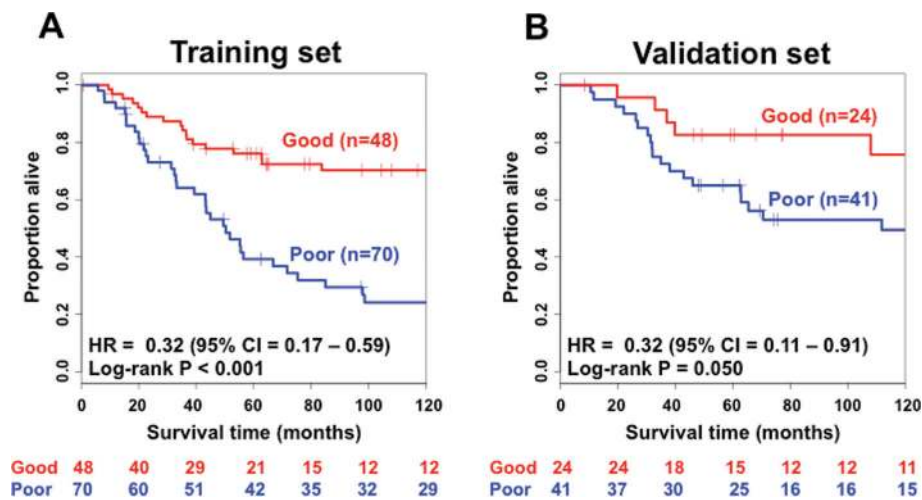 A
Training set
Proportion alive
1.0
0.8
0.6
0.4
0.2
0.0
Good (n=48)
Poor (n=70)
HR = 0.32 (95% CI = 0.17 – 0.59)
Log-rank P < 0.001
0 20 40 60 80 100 120
Survival time (months)
Good 48 40 29 21 15 12 12
Poor 70 60 51 42 35 32 29
B
Validation set
Proportion alive
1.0
0.8
0.6
0.4
0.2
0.0
Good (n=24)
Poor (n=41)
HR = 0.32 (95% CI = 0.11 – 0.91)
Log-rank P = 0.050
0 20 40 60 80 100 120
Survival time (months)
Good 24 24 18 15 12 12 11
Poor 41 37 30 25 16 16 15